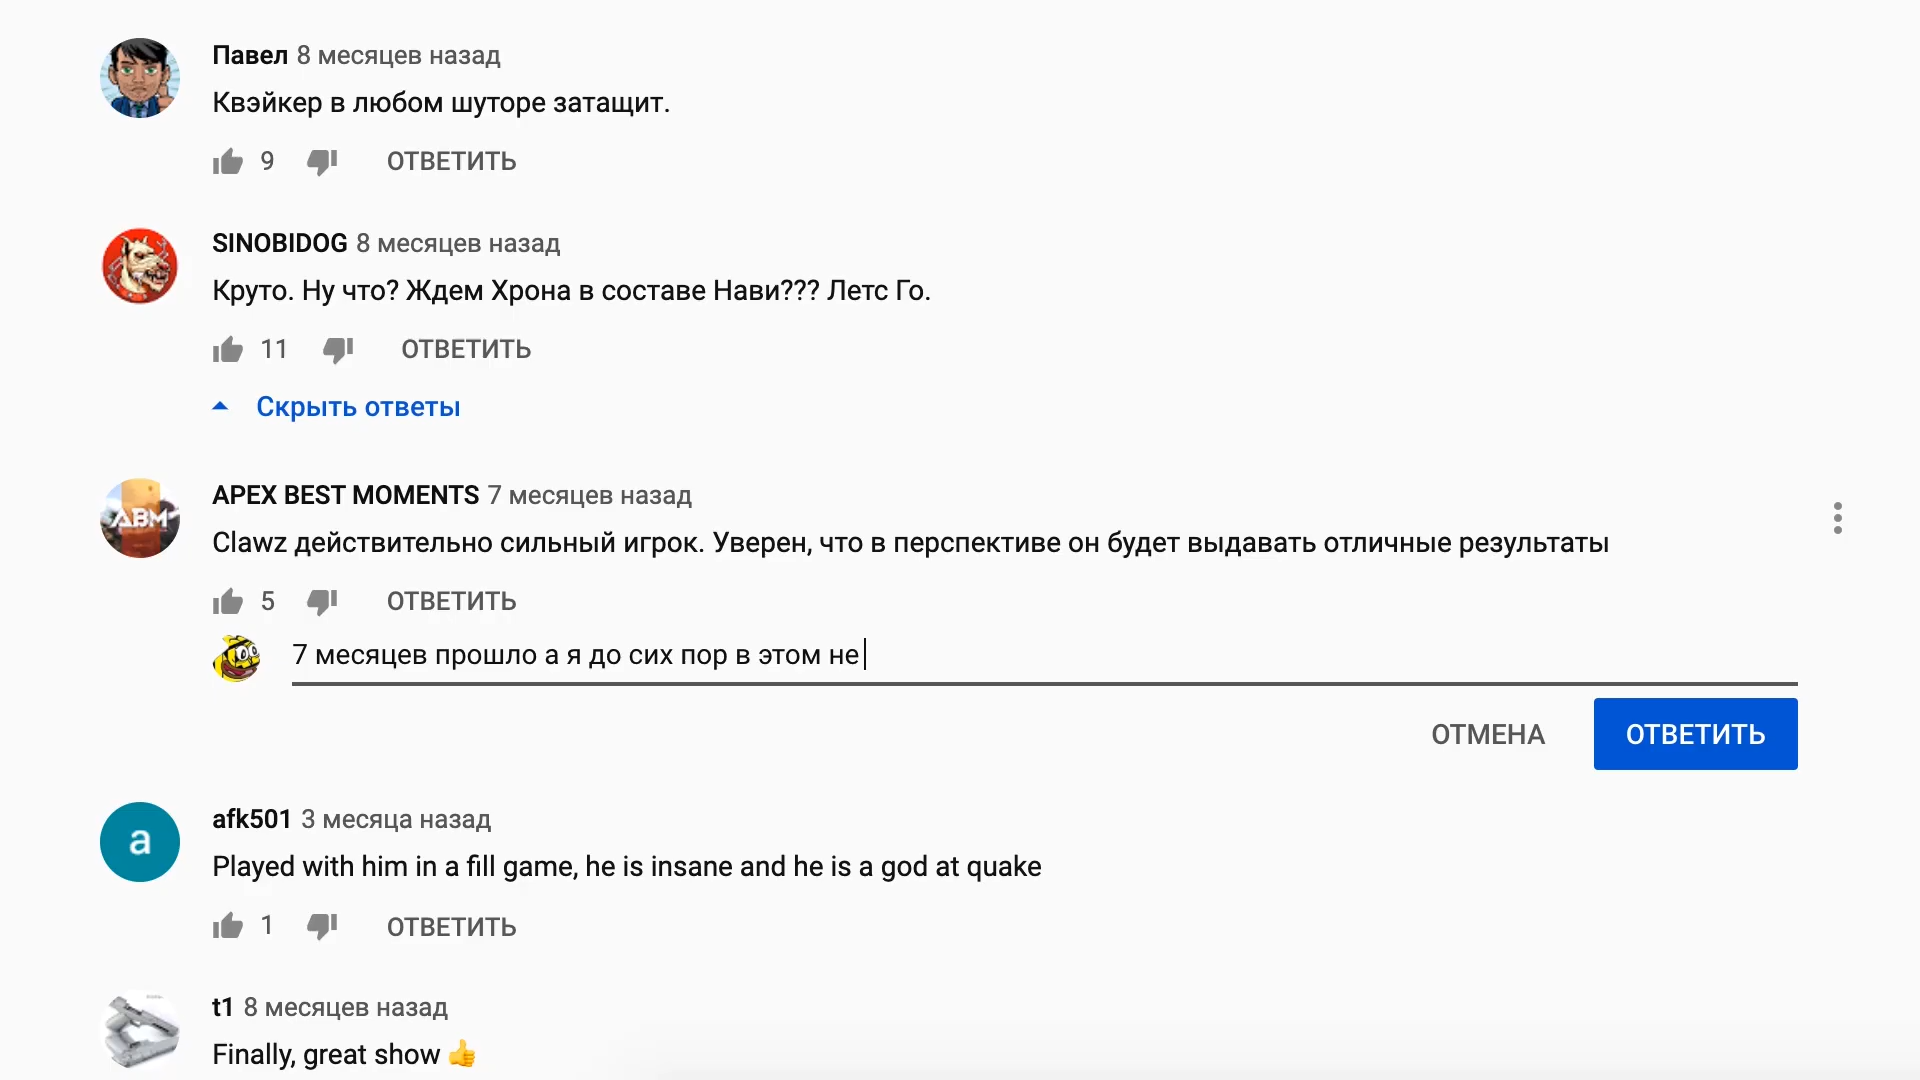 Павел 8 месяцев назад
Квэйкер в любом шуторе затащит.
9 ОТВЕТИТЬ
SINOBIDOG 8 месяцев назад
Круто. Ну что? Ждем Хрона в составе Нави??? Летс Го.
11 ОТВЕТИТЬ
Скрыть ответы
APEX BEST MOMENTS 7 месяцев назад
ABM
Clawz действительно сильный игрок. Уверен, что в перспективе он будет выдавать отличные результаты
5 ОТВЕТИТЬ
7 месяцев прошло а я до сих пор в этом не
ОТМЕНА ОТВЕТИТЬ
afk501 3 месяца назад
a
Played with him in a fill game, he is insane and he is a god at quake
1 ОТВЕТИТЬ
t1 8 месяцев назад
Finally, great show 👍